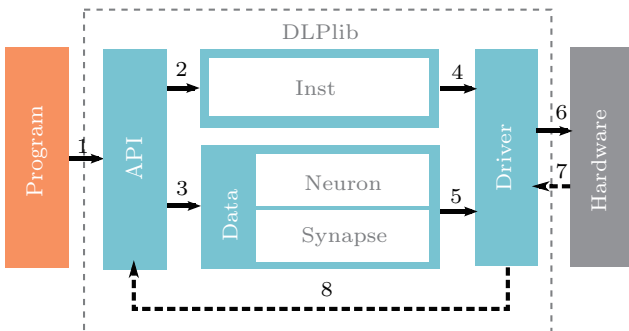 DLPlib
Program
1
API
2
Inst
4
3
Data
Neuron
Synapse
5
Driver
6
7
Hardware
8